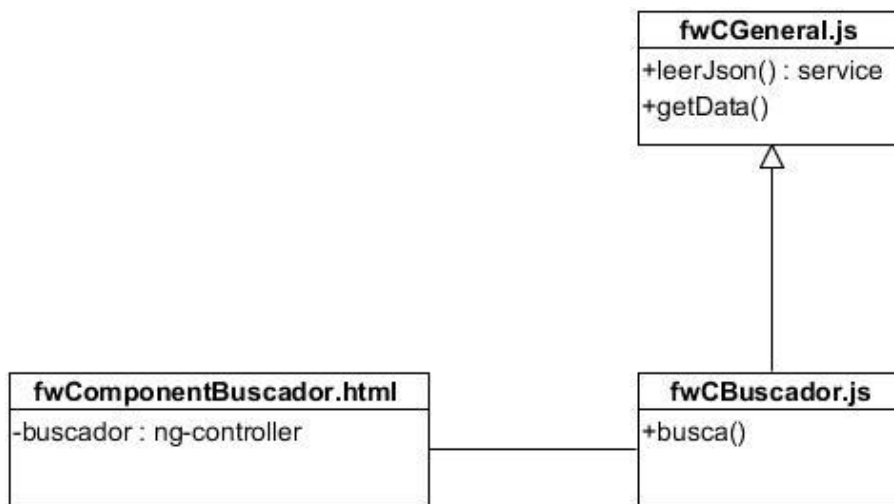 fwCGeneral.js
+leerJson() : service
+getData()
fwComponentBuscador.html
-buscador : ng-controller
fwCBuscador.js
+busca()